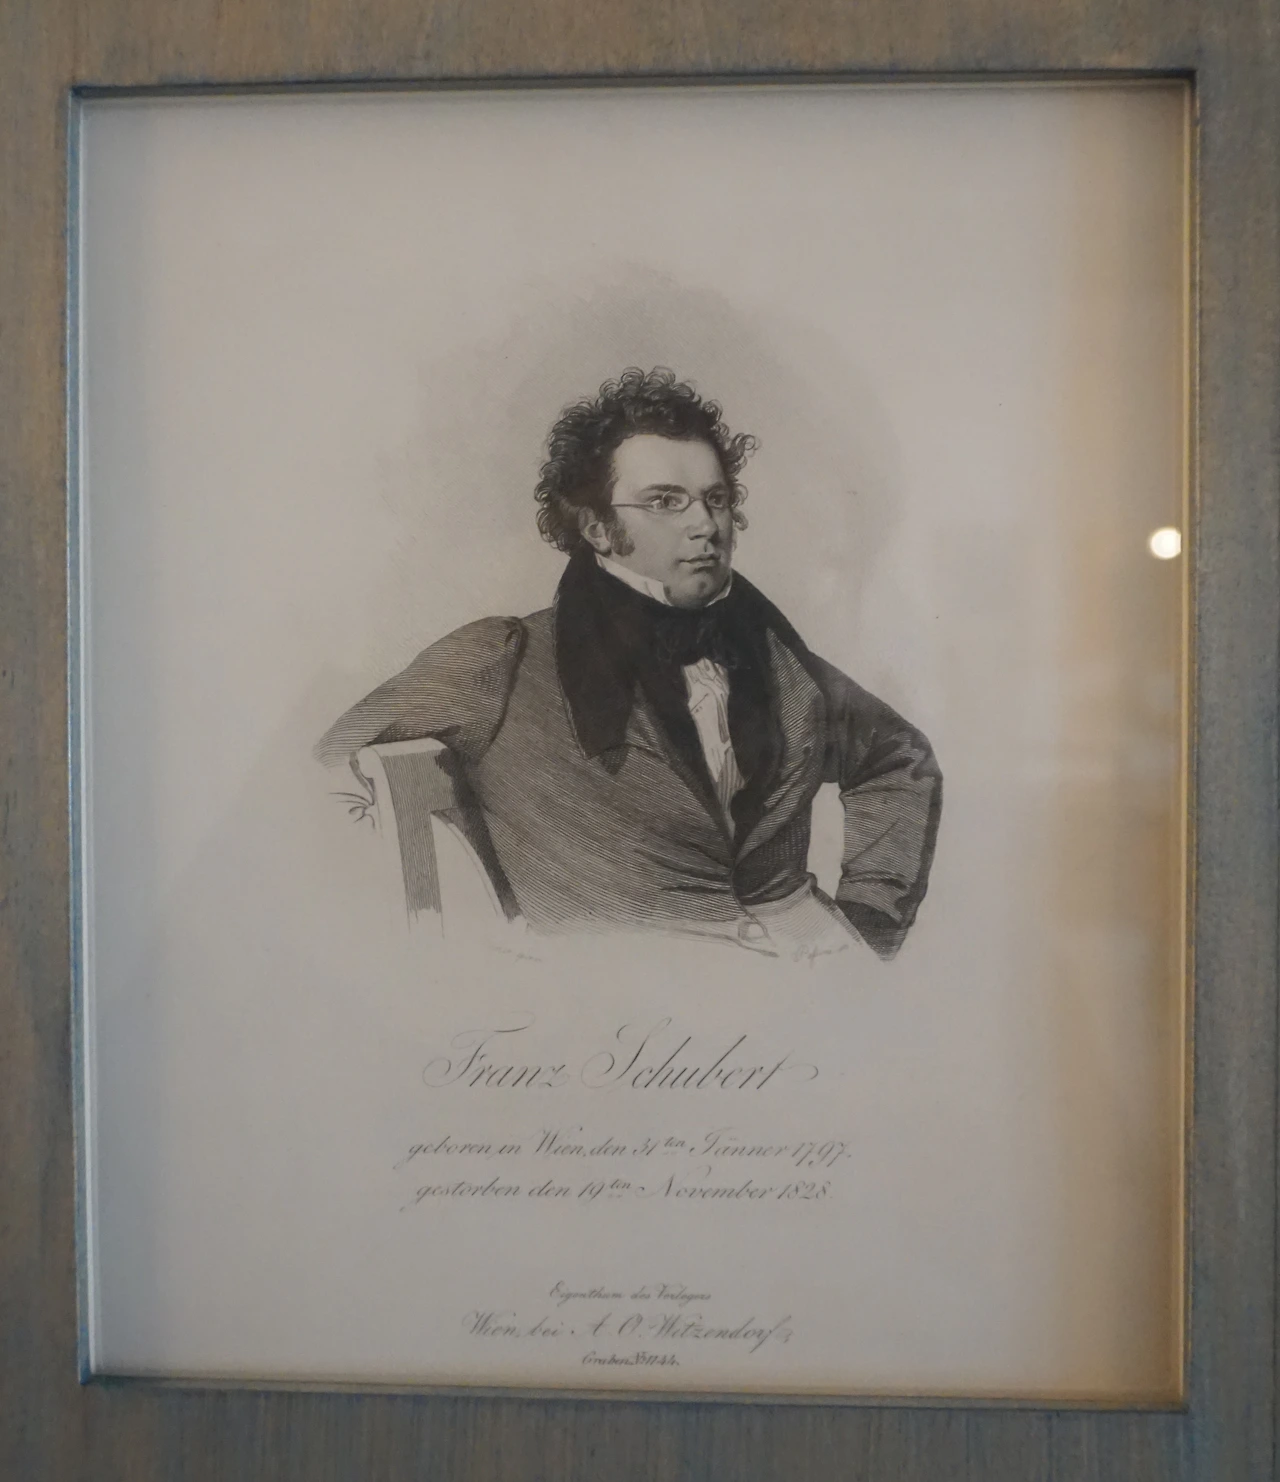 Franz Schubert
geboren in Wien, den 31ten Jänner 1797.
gestorben den 19ten November 1828
Eigenthum des Verlegers
Wien, bei A. O. Witzendorf,
Graben No. 1144.